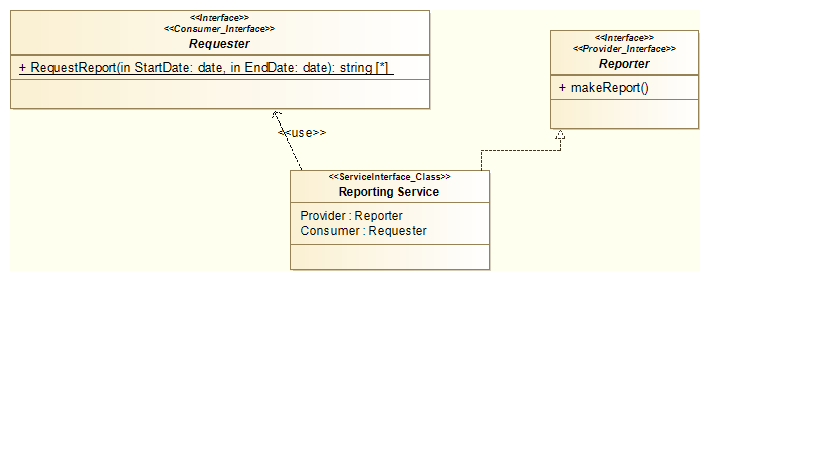 <<Interface>>
<<Consumer_Interface>>
Requester
+ RequestReport(in StartDate: date, in EndDate: date): string [*]
<<Interface>>
<<Provider_Interface>>
Reporter
+ makeReport()
<<use>>
<<ServiceInterface_Class>>
Reporting Service
Provider : Reporter
Consumer : Requester